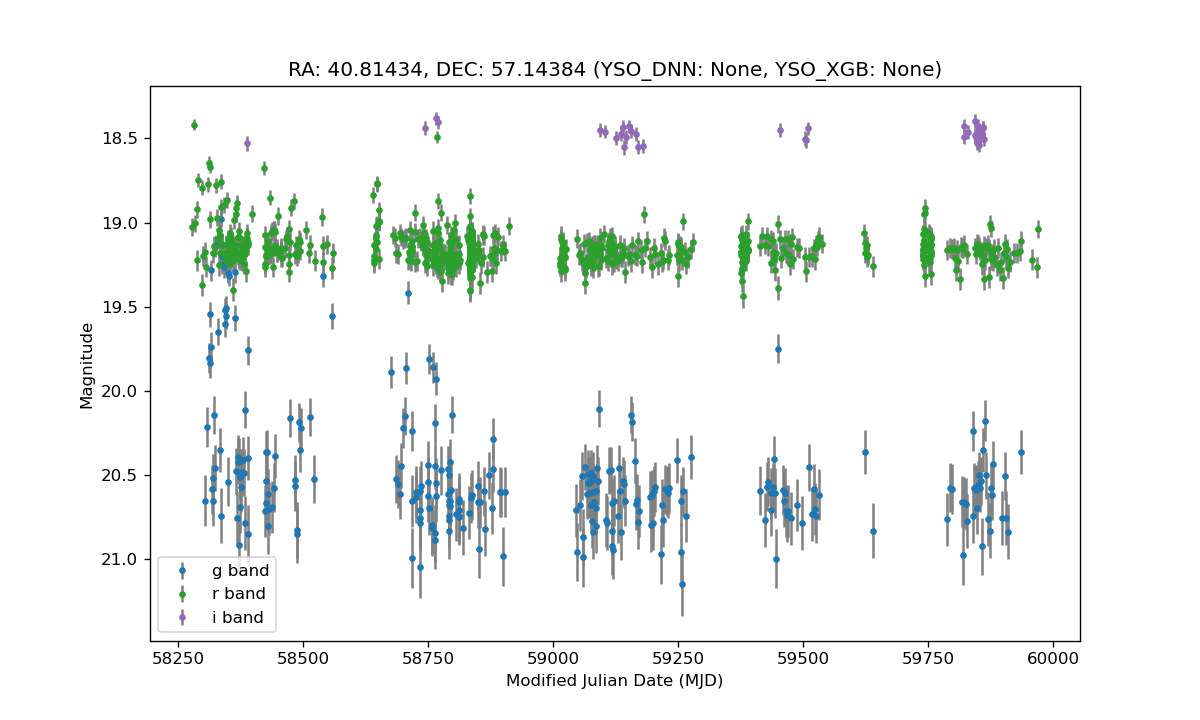 RA: 40.81434, DEC: 57.14384 (YSO_DNN: None, YSO_XGB: None)
Magnitude
18.5
19.0
19.5
20.0
20.5
21.0
g band
r band
i band
58250 58500 58750 59000 59250 59500 59750 60000
Modified Julian Date (MJD)